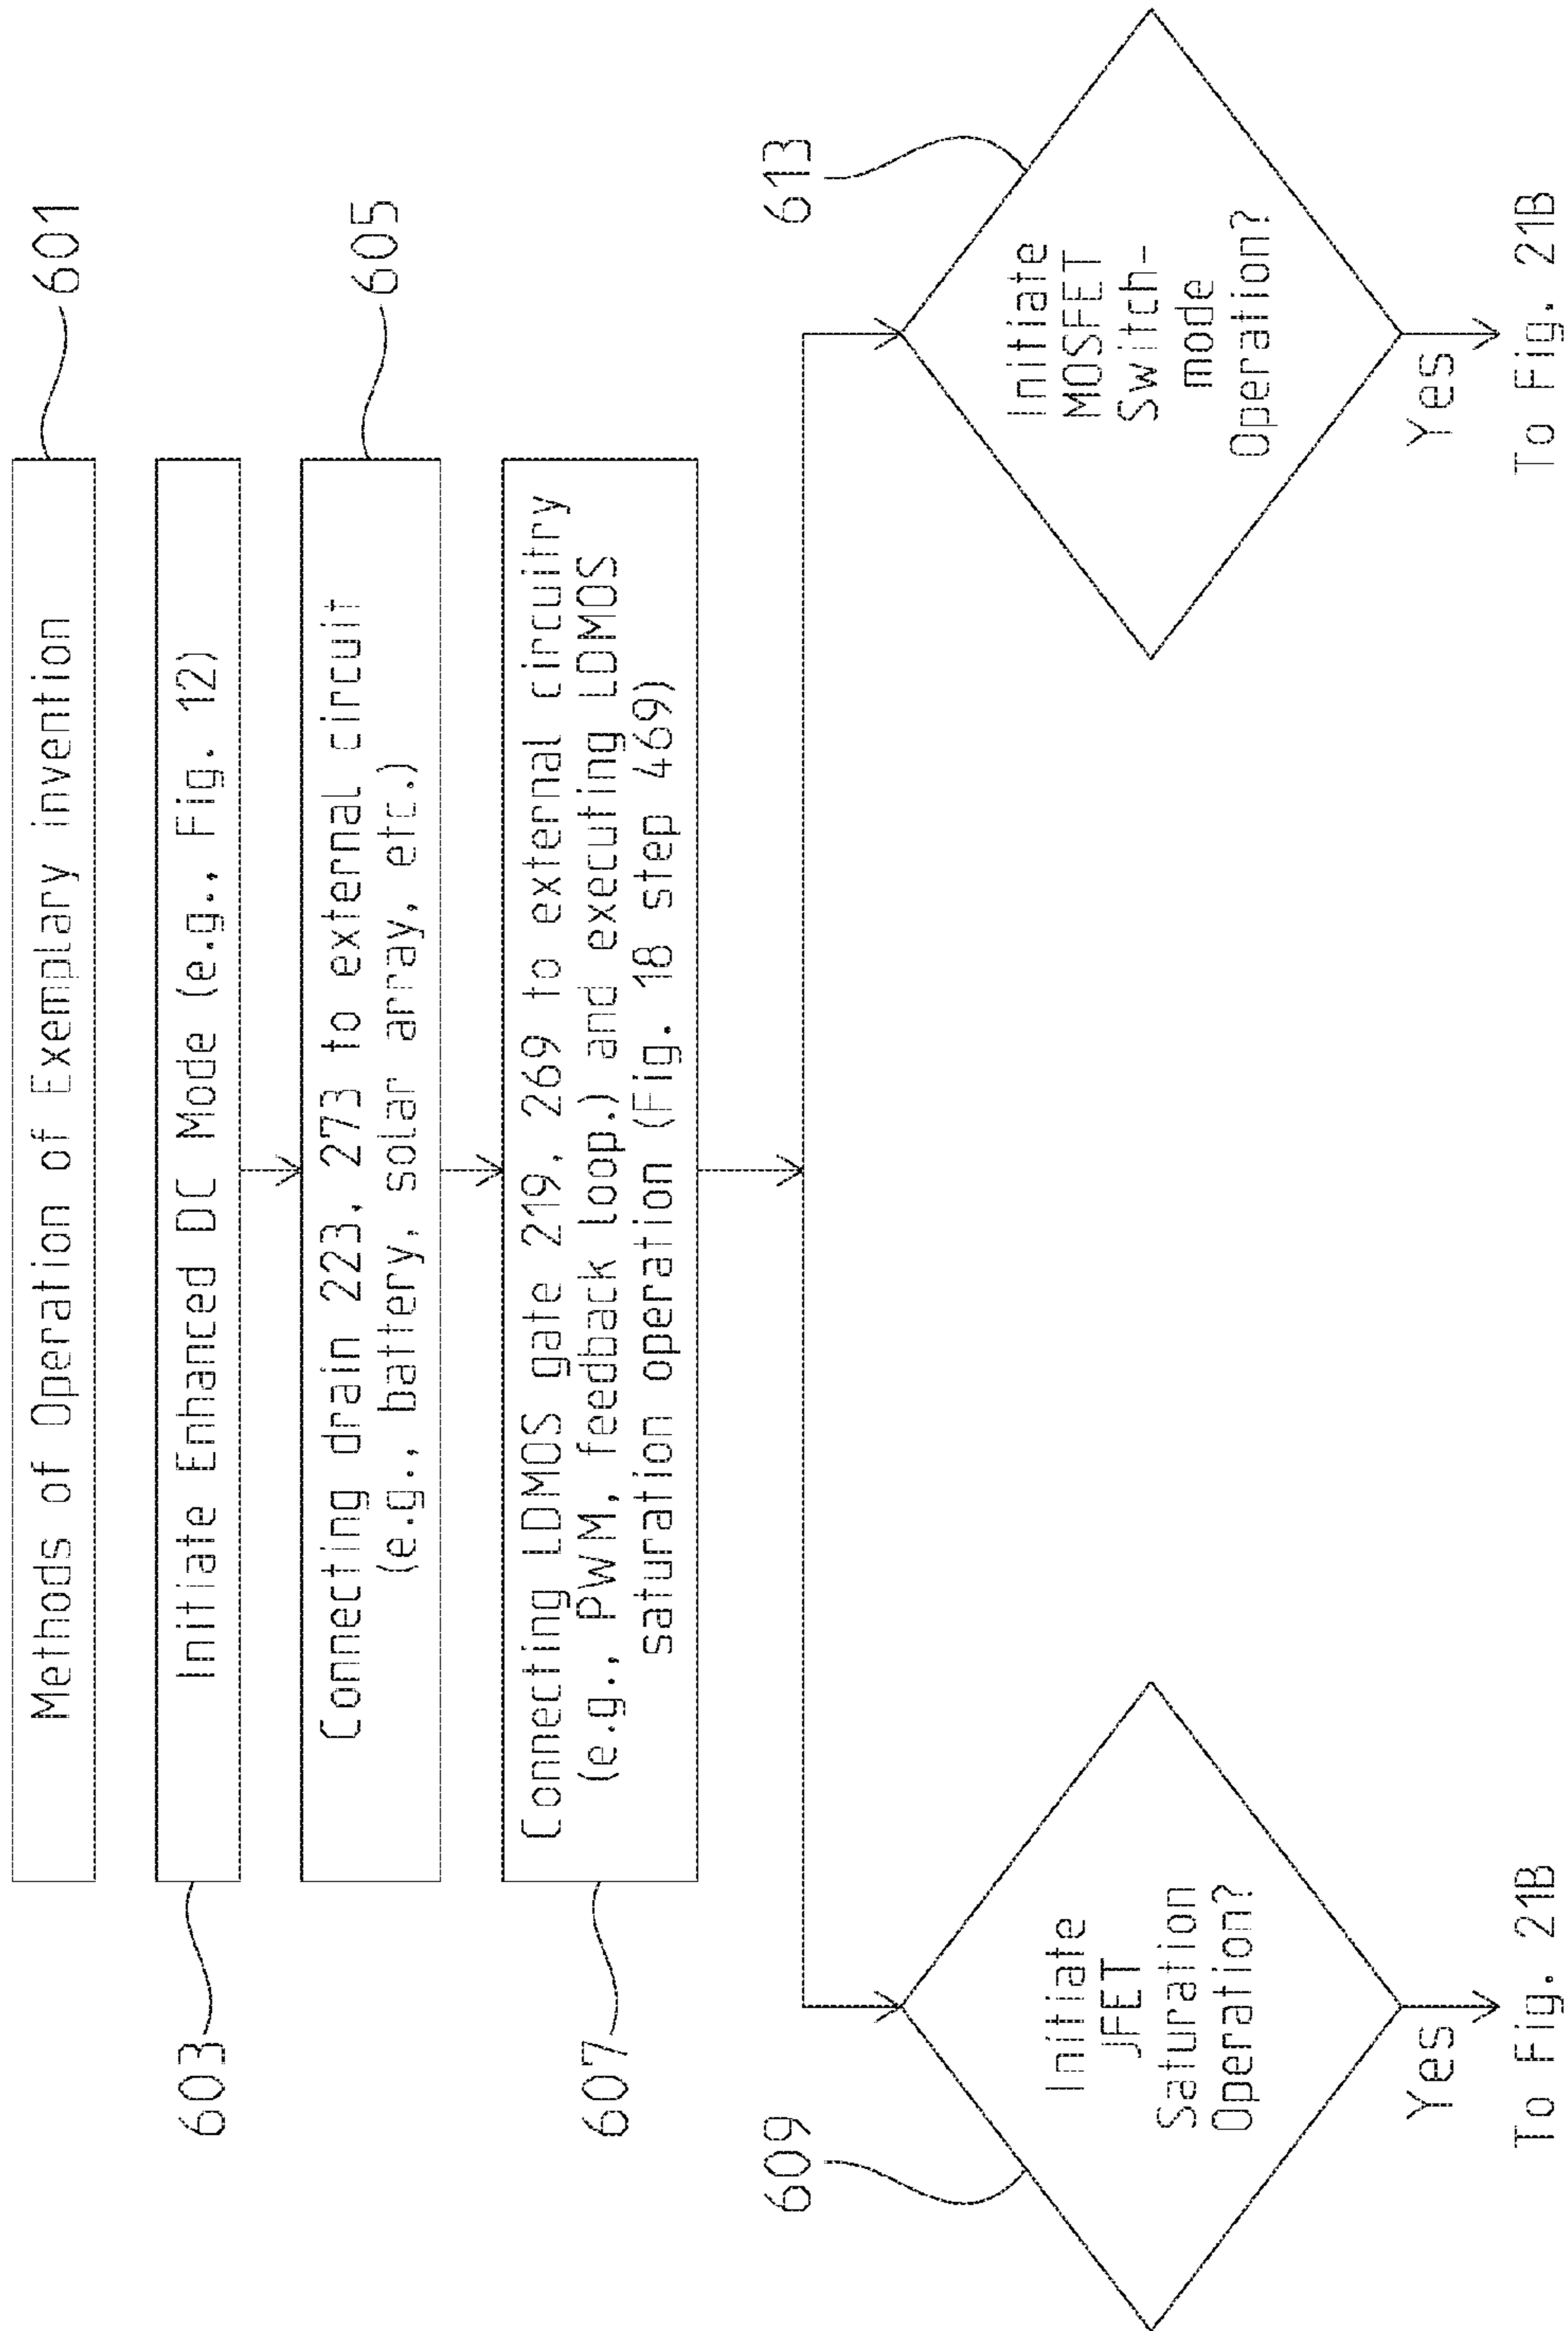 Methods of Operation of Exemplary invention
601
Initiate Enhanced DC Mode (e.g., Fig. 12)
603
Connecting drain 223, 273 to external circuit
(e.g., battery, solar array, etc.)
605
Connecting LDMOS gate 219, 269 to external circuitry
(e.g., PWM, feedback loop.) and executing LDMOS
saturation operation (Fig. 18 step 469)
607
609
Initiate
JFET
Saturation
Operation?
Yes
To Fig. 21B
613
Initiate
MOSFET
Switch-
mode
Operation?
Yes
To Fig. 21B